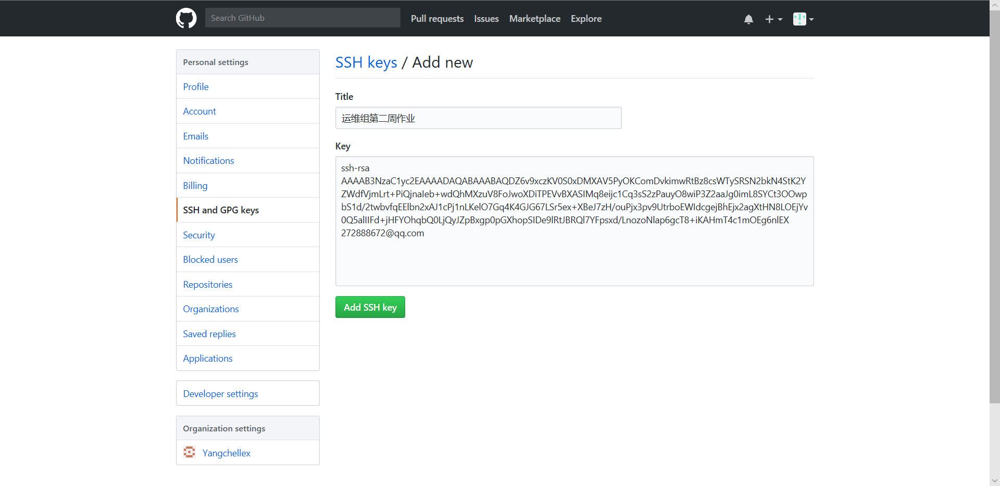 Search GitHub
Pull requests
Issues
Marketplace
Explore
Personal settings
Profile
Account
Emails
Notifications
Billing
SSH and GPG keys
Security
Blocked users
Repositories
Organizations
Saved replies
Applications
Developer settings
Organization settings
Yangchellex
SSH keys / Add new
Title
运维组第二周作业
Key
ssh-rsa
AAAAB3NzaC1yc2EAAAADAQABAAABAQDZ6v9xczKV0S0xDMXAV5PyOKComDvkimwRtBz8csWTySRSN2bkN4StK2Y
ZWdfVjmLrt+PiQjnaIeb+wdQhMXzuV8FoJwoXDiTPEVvBXASIMq8eijc1Cq3sS2zPauyO8wiP3Z2aaJg0imL8SYCt3OOwp
bS1d/2twbvfqEElbn2xAJ1cPj1nLKelO7Gq4K4GJG67LSr5ex+XBeJ7zH/ouPjx3pv9UtrboEWIdcgejBhEjx2agXtHN8LOEjYv
0Q5alIIFd+jHFYOhqbQ0LjQyJZpBxgp0pGXhopSIDe9lRtJBRQl7YFpsxd/LnozoNlap6gcT8+iKAHmT4c1mOEg6nlEX
272888672@qq.com
Add SSH key